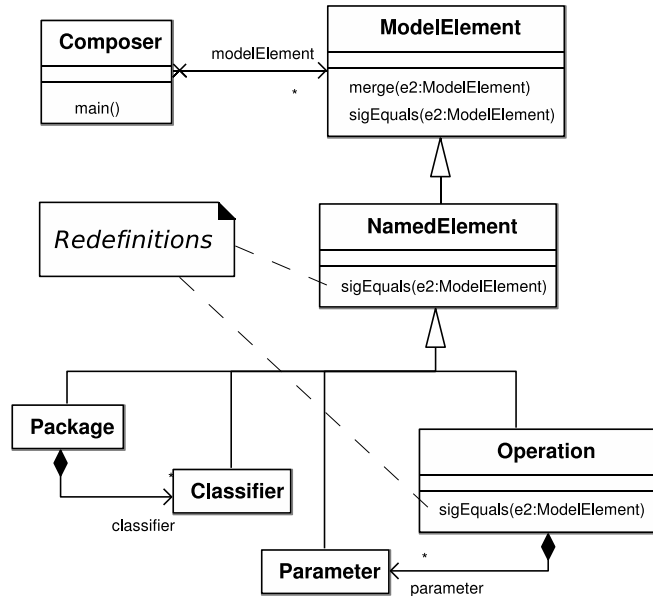 Composer
main()
modelElement
*
ModelElement
merge(e2:ModelElement)
sigEquals(e2:ModelElement)
Redefinitions
NamedElement
sigEquals(e2:ModelElement)
Package
*
Classifier
classifier
Operation
sigEquals(e2:ModelElement)
Parameter
*
parameter